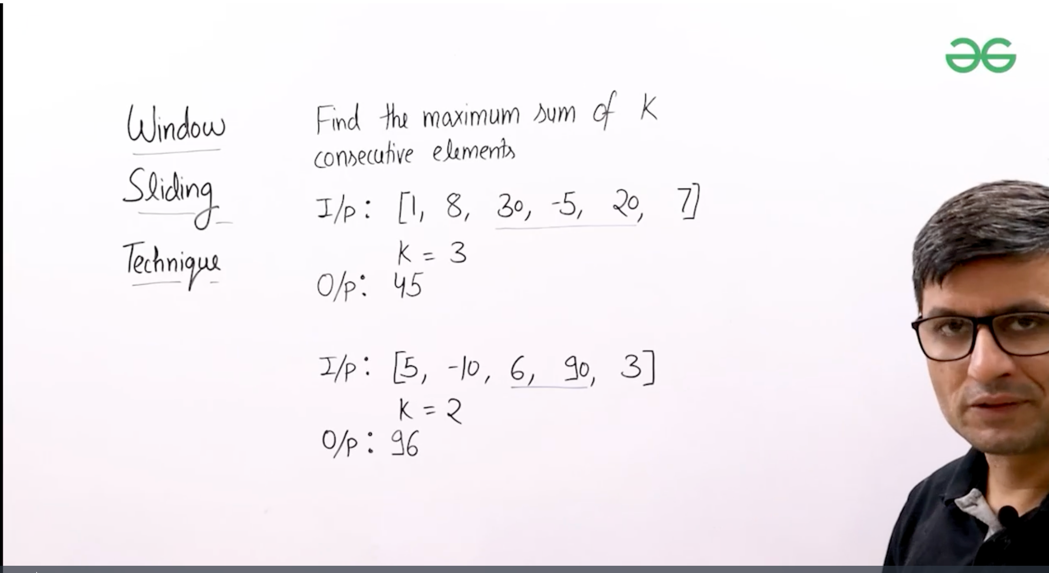 Window
Sliding
Technique
Find the maximum sum of K
consecutive elements
I/p: [1, 8, 30, -5, 20, 7]
K = 3
O/p: 45
I/p: [5, -10, 6, 90, 3]
K = 2
O/p: 96